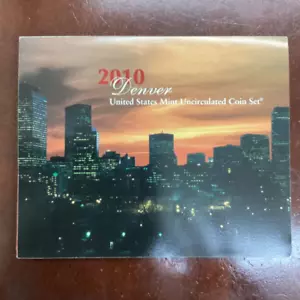 2010
Denver
United States Mint Uncirculated Coin Set®